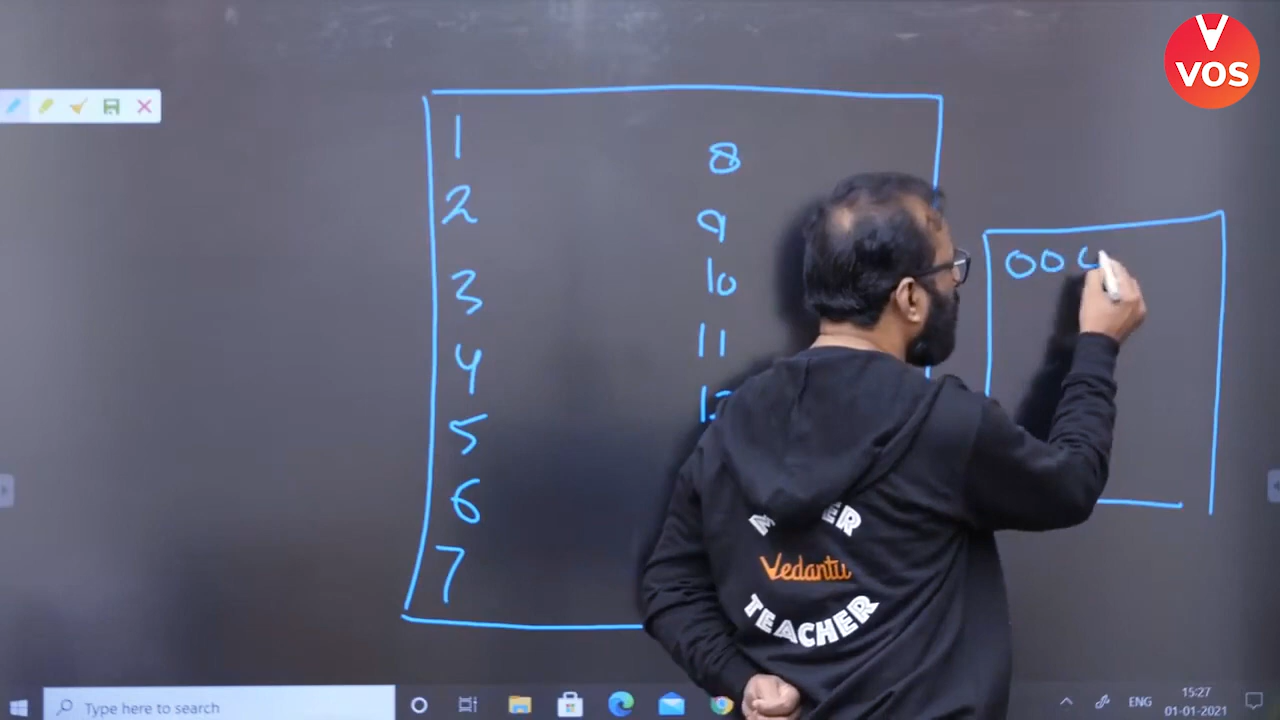 VOS
1
2
3
4
5
6
7
8
9
10
11
00
Vedantu
TEACHER
Type here to search
ENG
15:27
01-01-2021